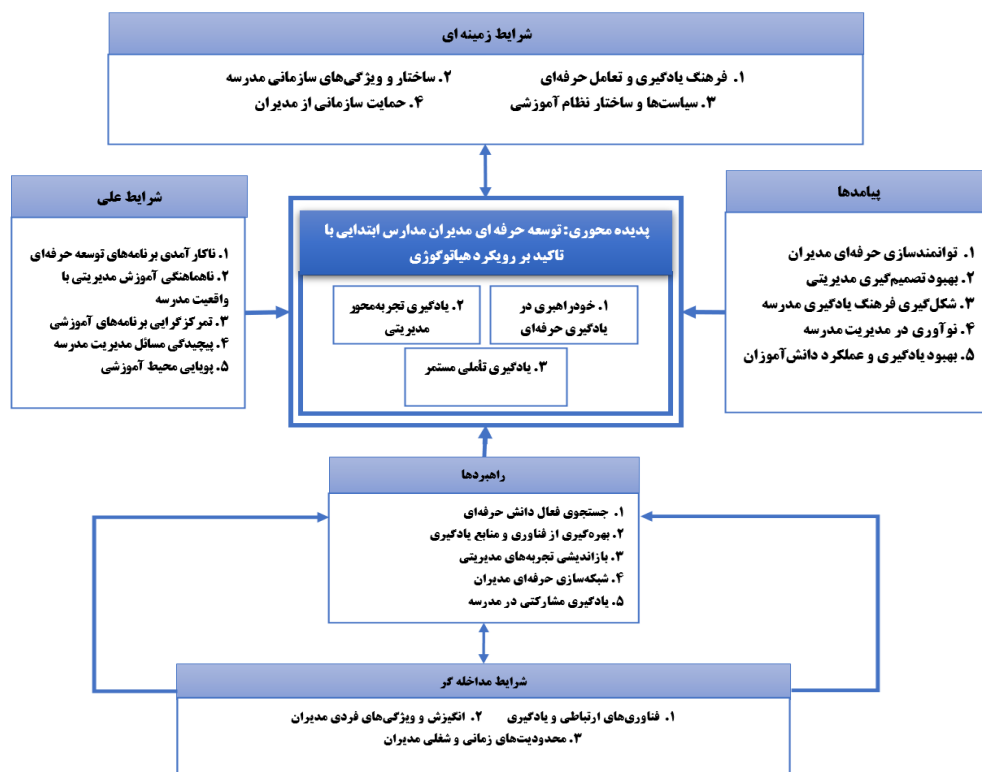 شرایط زمینه ای
۱. فرهنگ یادگیری و تعامل حرفه‌ای ۲. ساختار و ویژگی‌های سازمانی مدرسه
۳. سیاست‌ها و ساختار نظام آموزشی ۴. حمایت سازمانی از مدیران
پیامدها
۱. توانمندسازی حرفه‌ای مدیران
۲. بهبود تصمیم‌گیری مدیریتی
۳. شکل‌گیری فرهنگ یادگیری مدرسه
۴. نوآوری در مدیریت مدرسه
۵. بهبود یادگیری و عملکرد دانش‌آموزان
پدیده محوری: توسعه حرفه ای مدیران مدارس ابتدایی با
تاکید بر رویکرد هیاتوگوژی
۱. خودراهبری در
یادگیری حرفه‌ای
۲. یادگیری تجربه‌محور
مدیریتی
۳. یادگیری تأملی مستمر
شرایط علی
۱. ناکارآمدی برنامه‌های توسعه حرفه‌ای
۲. ناهماهنگی آموزش مدیریتی با
واقعیت مدرسه
۳. تمرکزگرایی برنامه‌های آموزشی
۴. پیچیدگی مسائل مدیریت مدرسه
۵. پویایی محیط آموزشی
راهبردها
۱. جستجوی فعال دانش حرفه‌ای
۲. بهره‌گیری از فناوری و منابع یادگیری
۳. بازاندیشی تجربه‌های مدیریتی
۴. شبکه‌سازی حرفه‌ای مدیران
۵. یادگیری مشارکتی در مدرسه
شرایط مداخله گر
۱. فناوری‌های ارتباطی و یادگیری ۲. انگیزش و ویژگی‌های فردی مدیران
۳. محدودیت‌های زمانی و شغلی مدیران